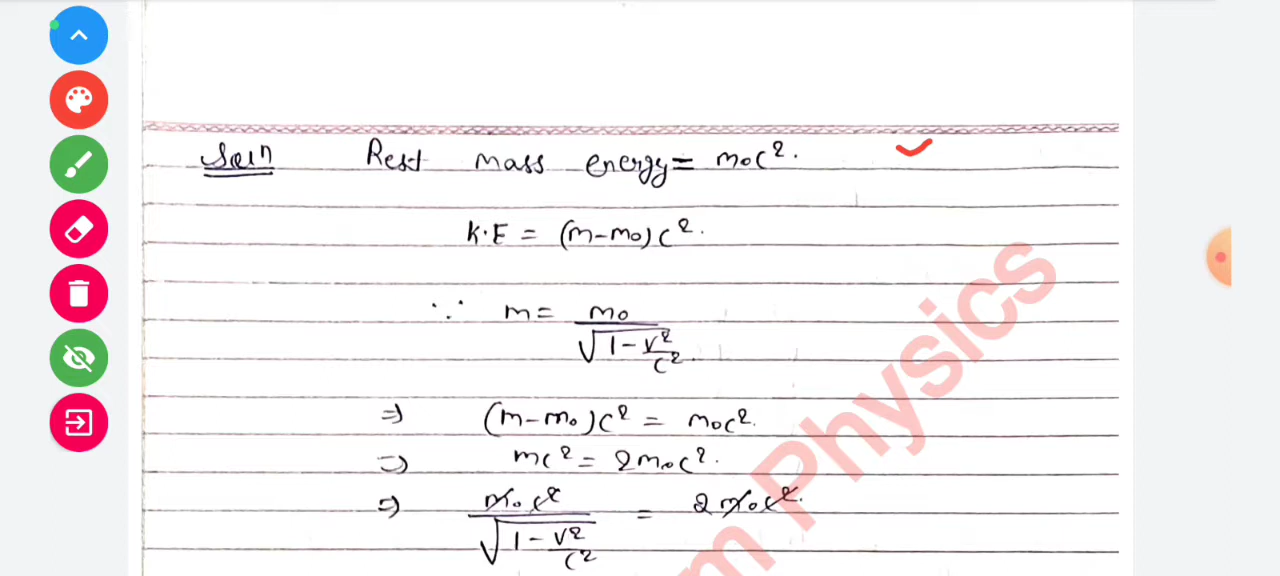 Soln Rest mass energy = m₀c².
K.E = (m-m₀)c².
∵ m = m₀ / √(1 - v²/c²).
⇒ (m-m₀)c² = m₀c².
⇒ mc² = 2m₀c².
⇒ m₀c² / √(1 - v²/c²) = 2m₀c².
m Physics